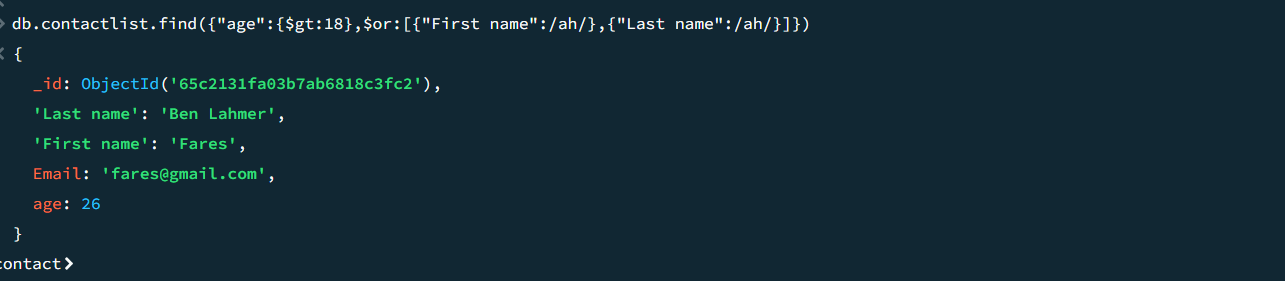 db.contactlist.find({"age":{$gt:18},$or:[{"First name":/ah/},{"Last name":/ah/}]})
{
_id: ObjectId('65c2131fa03b7ab6818c3fc2'),
'Last name': 'Ben Lahmer',
'First name': 'Fares',
Email: 'fares@gmail.com',
age: 26
}
contact>